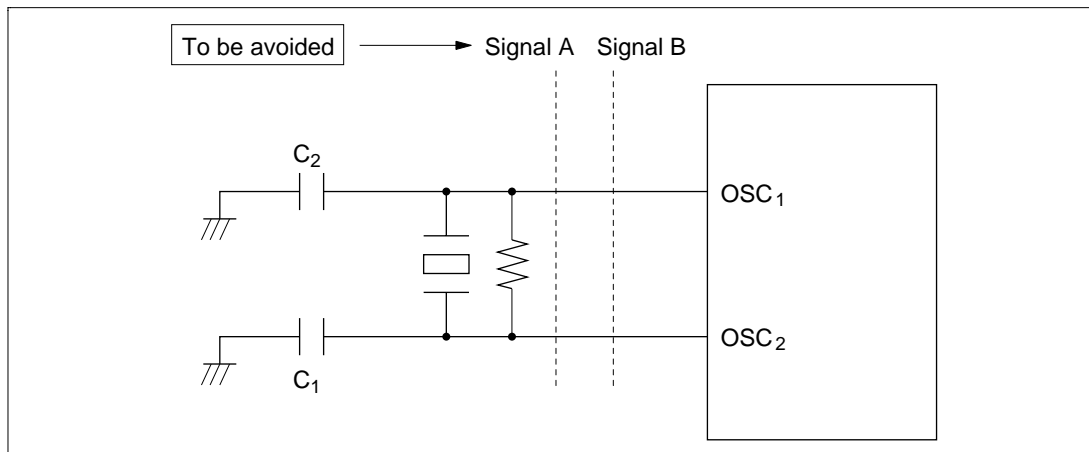 To be avoided
Signal A
Signal B
C2
OSC1
OSC2
C1